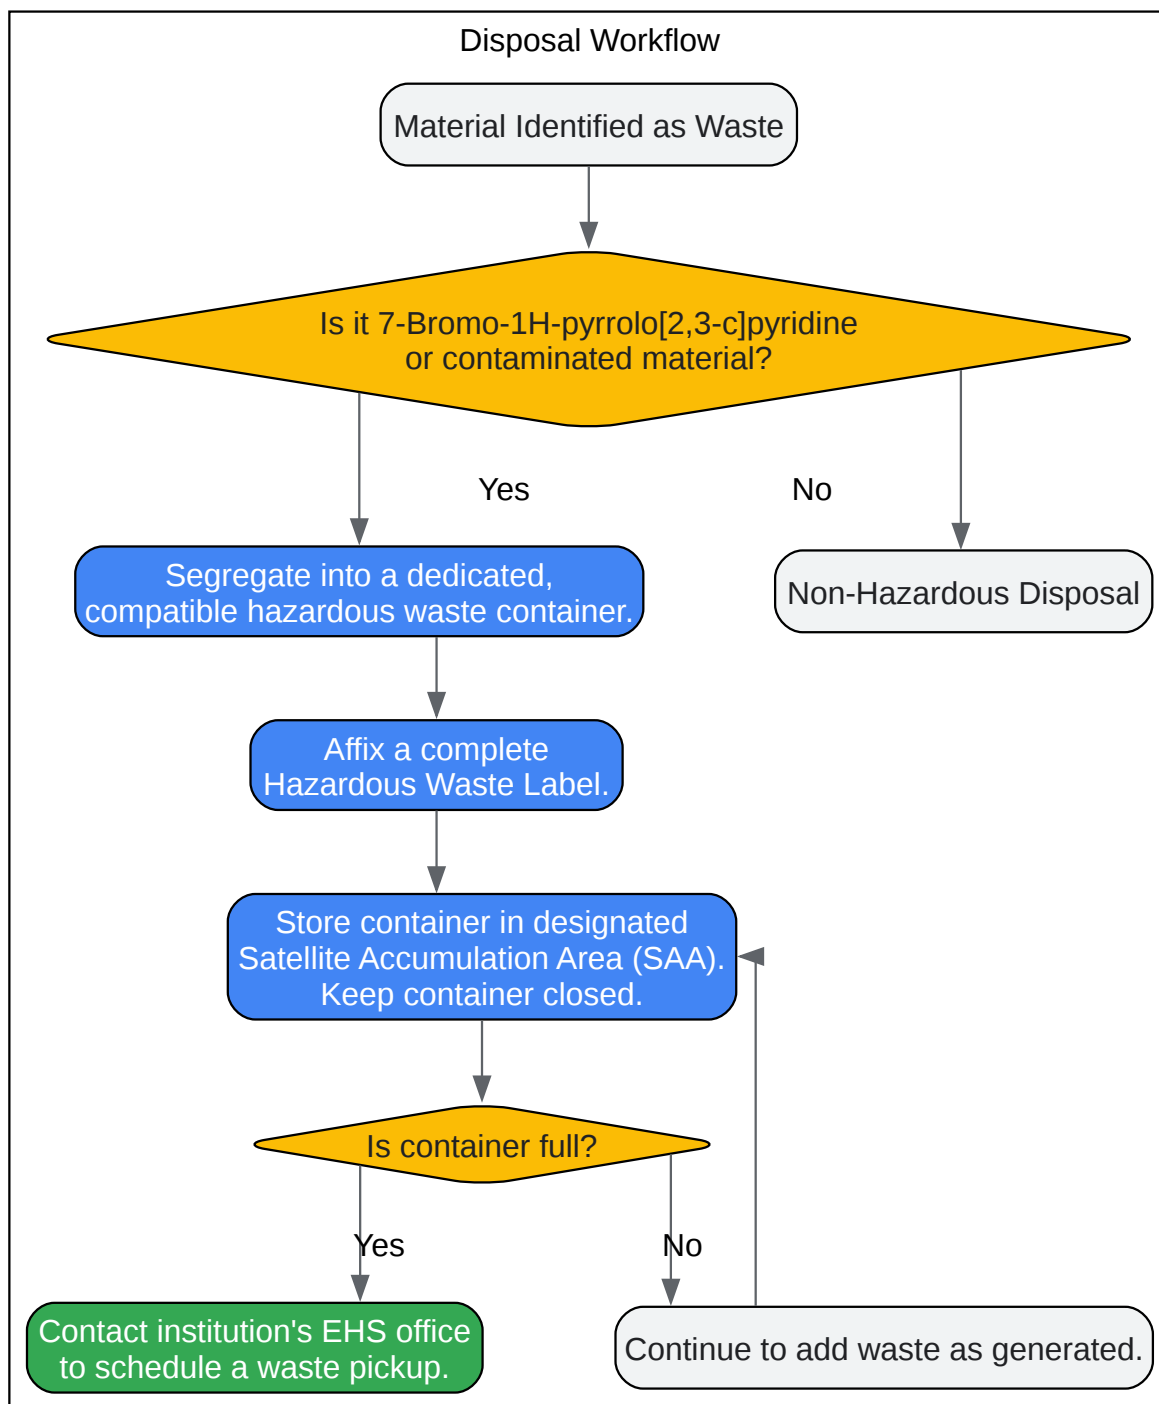 Disposal Workflow
Material Identified as Waste
Is it 7-Bromo-1H-pyrrolo[2,3-c]pyridine
or contaminated material?
Yes
No
Segregate into a dedicated,
compatible hazardous waste container.
Non-Hazardous Disposal
Affix a complete
Hazardous Waste Label.
Store container in designated
Satellite Accumulation Area (SAA).
Keep container closed.
Is container full?
Yes
No
Contact institution's EHS office
to schedule a waste pickup.
Continue to add waste as generated.